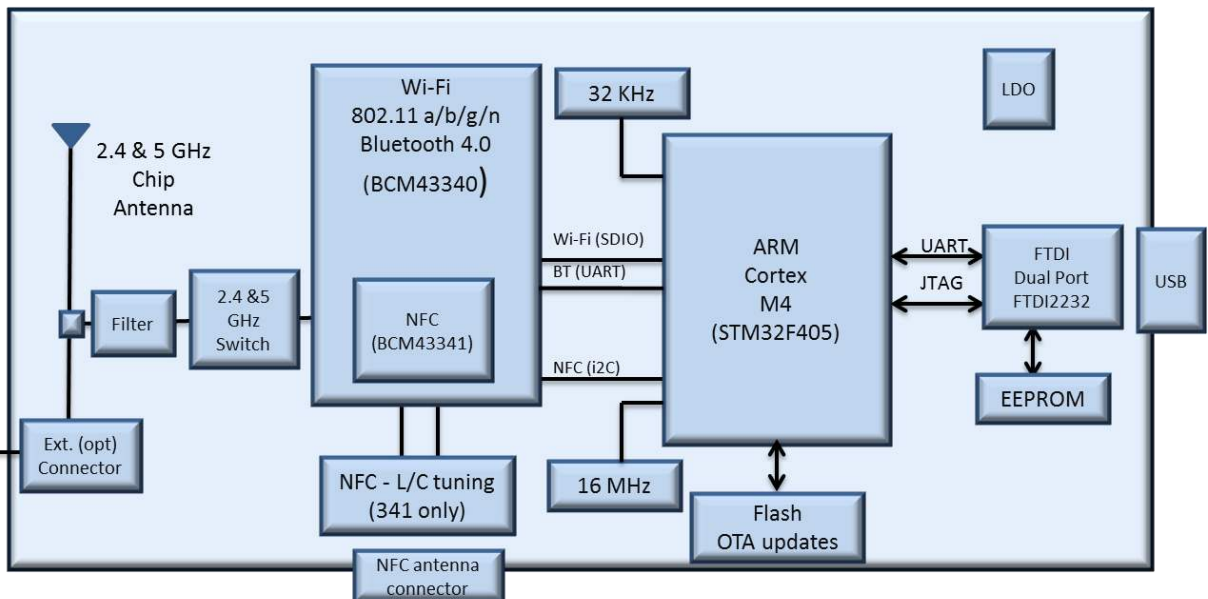 Wi-Fi
802.11 a/b/g/n
Bluetooth 4.0
(BCM43340)
32 KHz
LDO
2.4 & 5 GHz
Chip
Antenna
Wi-Fi (SDIO)
BT (UART)
NFC (i2C)
ARM
Cortex
M4
(STM32F405)
UART
JTAG
FTDI
Dual Port
FTDI2232
USB
Filter
2.4 &5
GHz
Switch
NFC
(BCM43341)
EEPROM
Ext. (opt)
Connector
NFC - L/C tuning
(341 only)
16 MHz
Flash
OTA updates
NFC antenna
connector